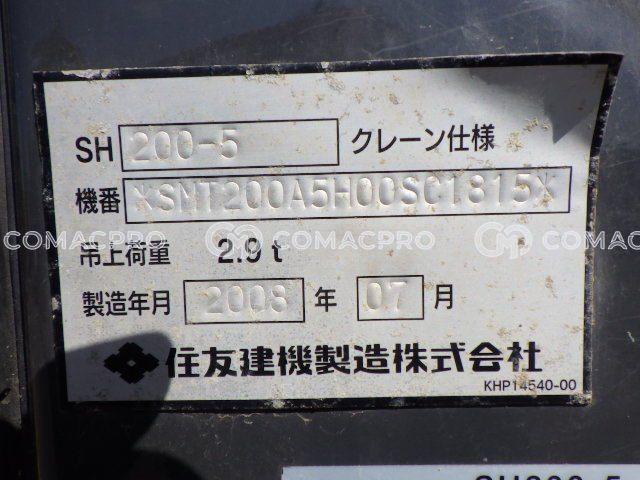 SH 200-5 クレーン仕様
機番 *SMT200A5H00SC1815*
吊上荷重 2.9 t
製造年月 2008 年 07 月
住友建機製造株式会社
KHP14540-00
COMACPRO COMACPRO COMACPRO